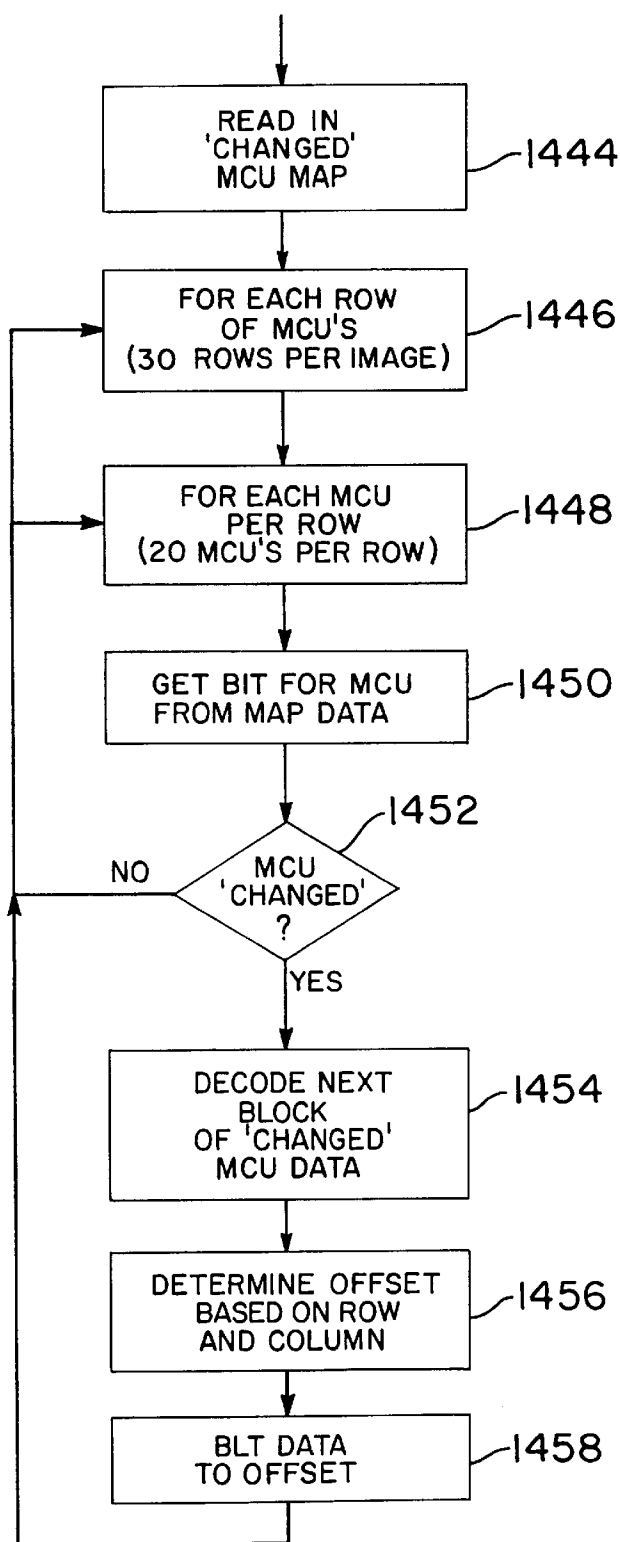 READ IN
'CHANGED'
MCU MAP
1444
FOR EACH ROW
OF MCU'S
(30 ROWS PER IMAGE)
1446
FOR EACH MCU
PER ROW
(20 MCU'S PER ROW)
1448
GET BIT FOR MCU
FROM MAP DATA
1450
1452
MCU
'CHANGED'
?
NO
YES
DECODE NEXT
BLOCK
OF 'CHANGED'
MCU DATA
1454
DETERMINE OFFSET
BASED ON ROW
AND COLUMN
1456
BLT DATA
TO OFFSET
1458